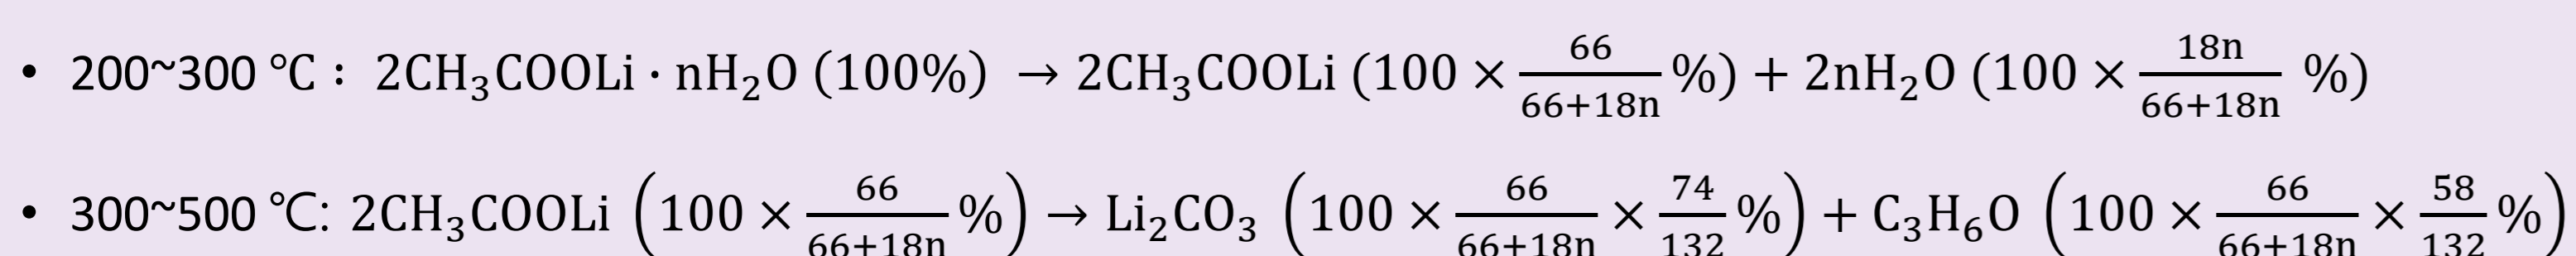 • 200~300 ℃ : 2CH₃COOLi · nH₂O (100%) → 2CH₃COOLi (100 × 66/(66+18n) %) + 2nH₂O (100 × 18n/(66+18n) %)
• 300~500 ℃: 2CH₃COOLi (100 × 66/(66+18n) %) → Li₂CO₃ (100 × 66/(66+18n) × 74/132 %) + C₃H₆O (100 × 66/(66+18n) × 58/132 %)